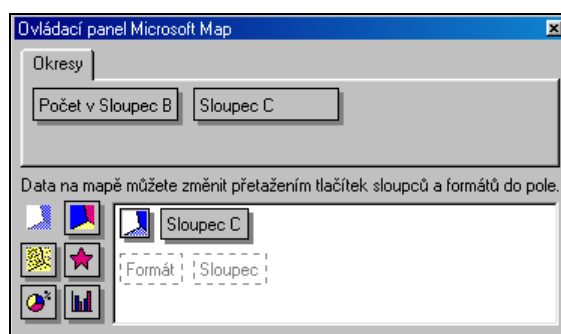 Ovládací panel Microsoft Map
Okresy
Počet v Sloupec B Sloupec C
Data na mapě můžete změnit přetažením tlačítek sloupců a formátů do pole.
Sloupec C
Formát Sloupec